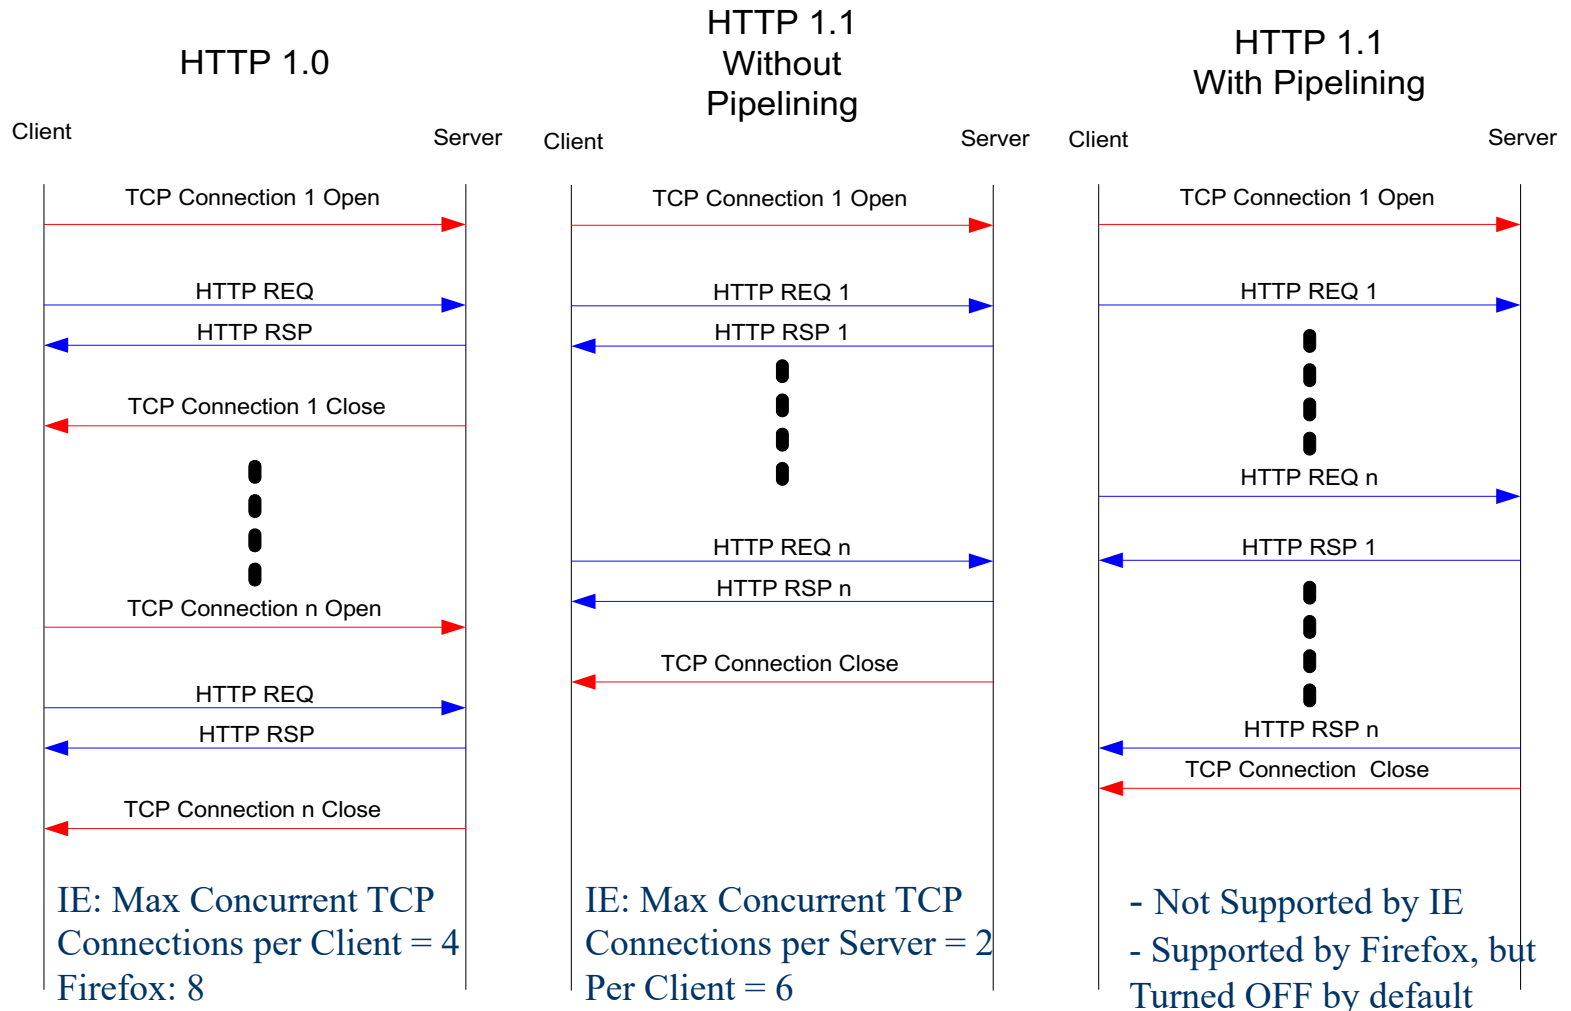 HTTP 1.0
Client
Server
TCP Connection 1 Open
HTTP REQ
HTTP RSP
TCP Connection 1 Close
TCP Connection n Open
HTTP REQ
HTTP RSP
TCP Connection n Close
IE: Max Concurrent TCP
Connections per Client = 4
Firefox: 8
HTTP 1.1
Without
Pipelining
Client
Server
TCP Connection 1 Open
HTTP REQ 1
HTTP RSP 1
HTTP REQ n
HTTP RSP n
TCP Connection Close
IE: Max Concurrent TCP
Connections per Server = 2
Per Client = 6
HTTP 1.1
With Pipelining
Client
Server
TCP Connection 1 Open
HTTP REQ 1
HTTP REQ n
HTTP RSP 1
HTTP RSP n
TCP Connection  Close
- Not Supported by IE
- Supported by Firefox, but
Turned OFF by default